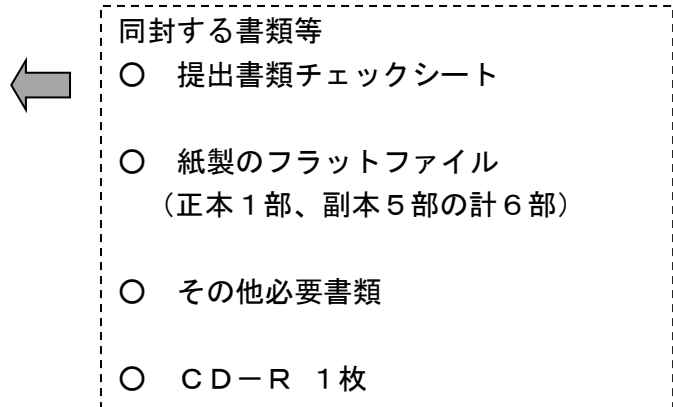 同封する書類等
○　提出書類チェックシート
○　紙製のフラットファイル
（正本１部、副本５部の計６部）
○　その他必要書類
○　ＣＤ－Ｒ １枚